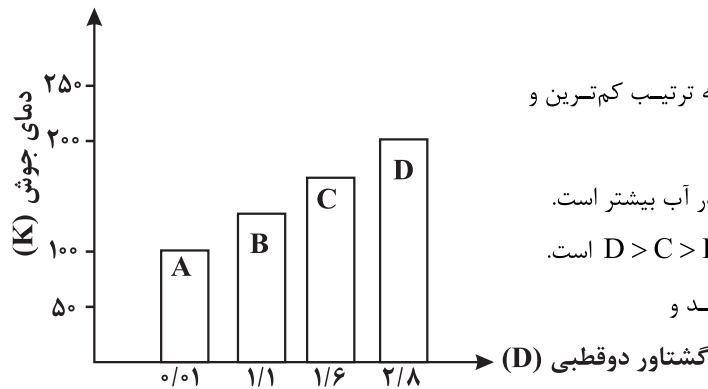 دمای جوش (K)
۲۵۰
۲۰۰
۱۰۰
۵۰
A
B
C
D
۰/۰۱
۱/۱
۱/۶
۲/۸
گشتاور دوقطبی (D)
ترتیب کم‌ترین و
آب بیشتر است.
D > C > است.
و